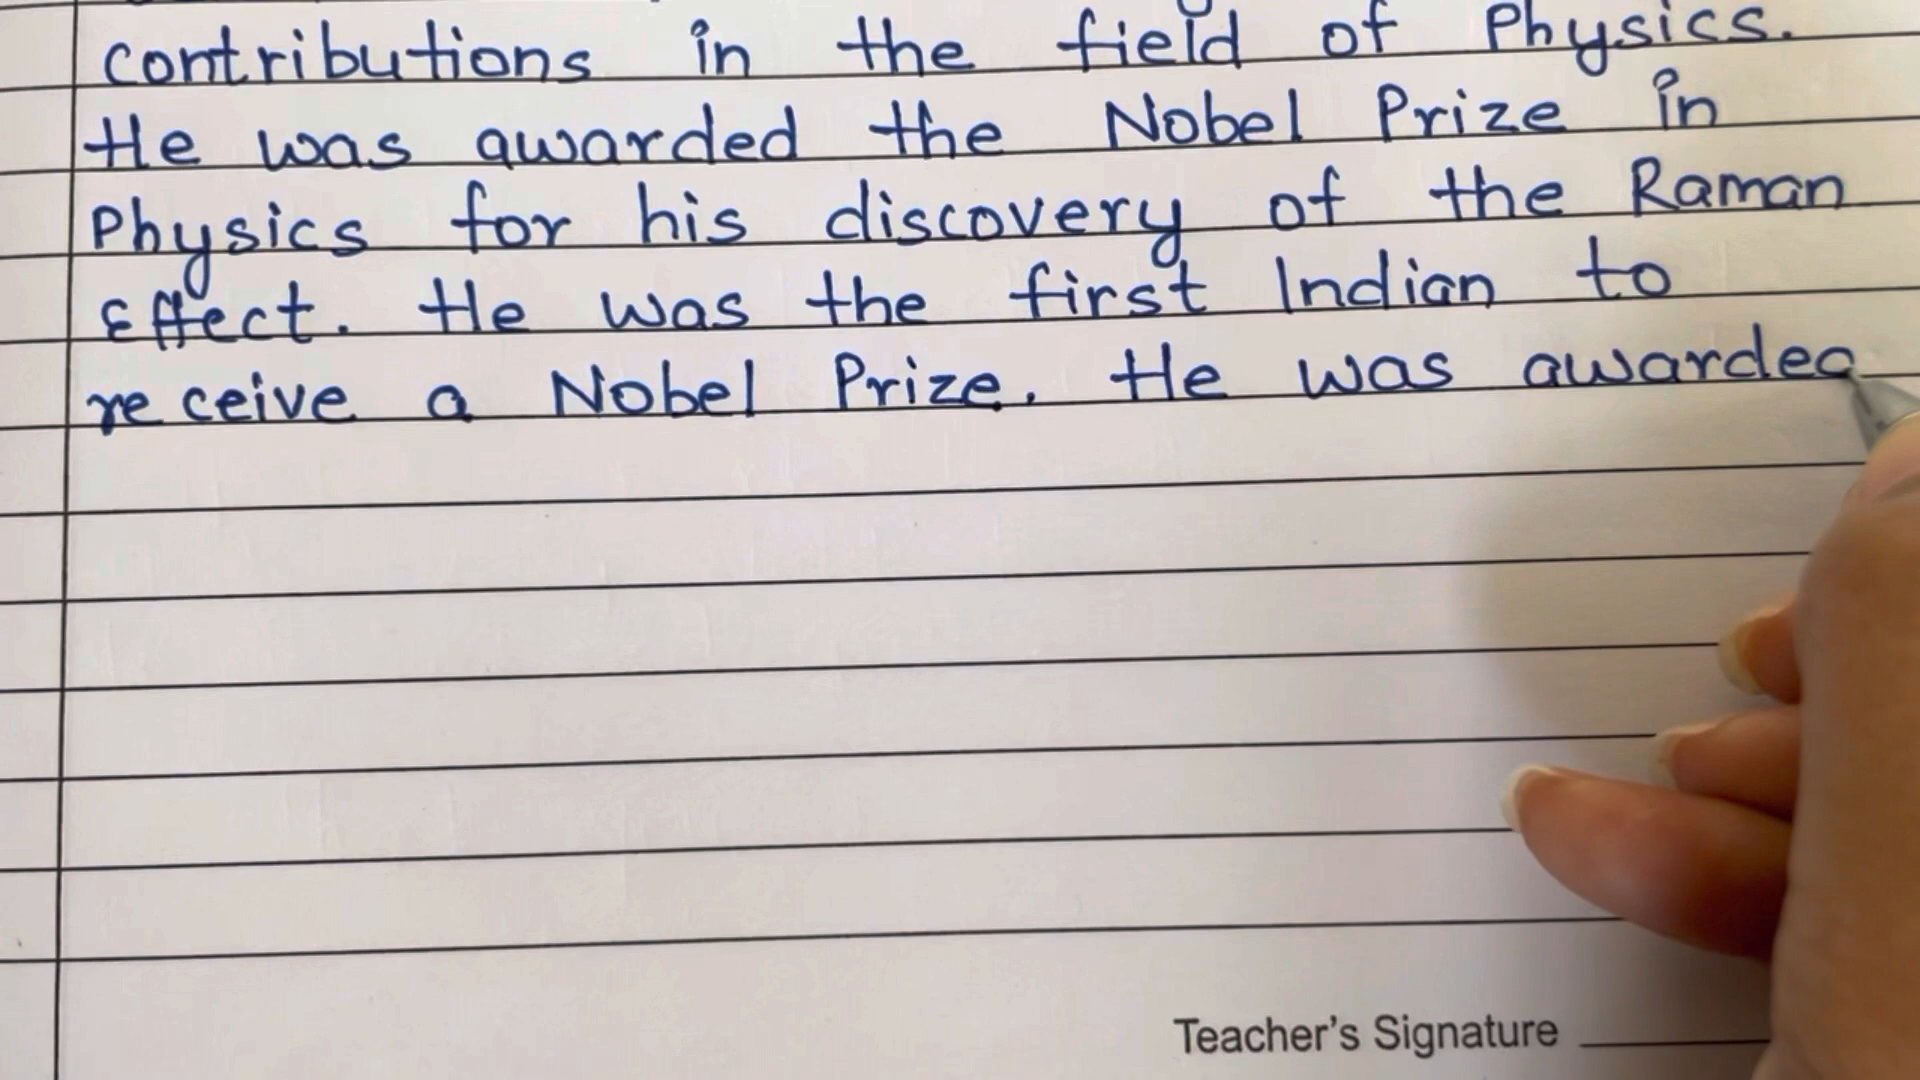 contributions in the field of Physics.
He was awarded the Nobel Prize in
Physics for his discovery of the Raman
Effect. He was the first Indian to
receive a Nobel Prize. He was awarded
Teacher's Signature